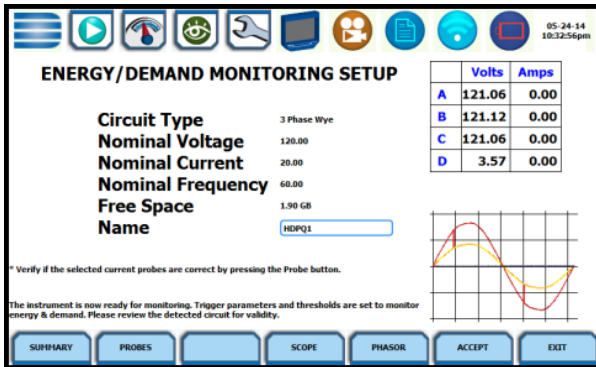 05-24-14
10:32:56pm
ENERGY/DEMAND MONITORING SETUP
Volts Amps
A 121.06 0.00
B 121.12 0.00
C 121.06 0.00
D 3.57 0.00
Circuit Type 3 Phase Wye
Nominal Voltage 120.00
Nominal Current 20.00
Nominal Frequency 60.00
Free Space 1.90 GB
Name HDPQ1
* Verify if the selected current probes are correct by pressing the Probe button.
The instrument is now ready for monitoring. Trigger parameters and thresholds are set to monitor
energy & demand. Please review the detected circuit for validity.
SUMMARY PROBES SCOPE PHASOR ACCEPT EXIT